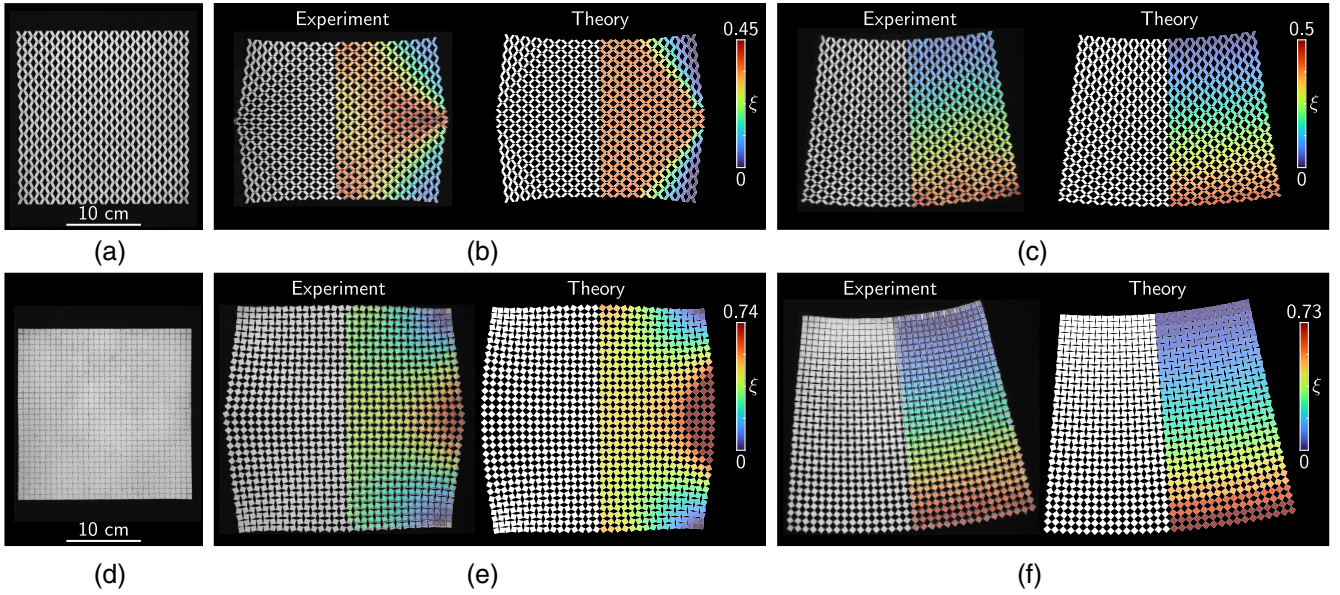 Experiment
Theory
0.45
ξ
0
Experiment
Theory
0.5
ξ
0
10 cm
(a)
(b)
(c)
Experiment
Theory
0.74
ξ
0
Experiment
Theory
0.73
ξ
0
10 cm
(d)
(e)
(f)